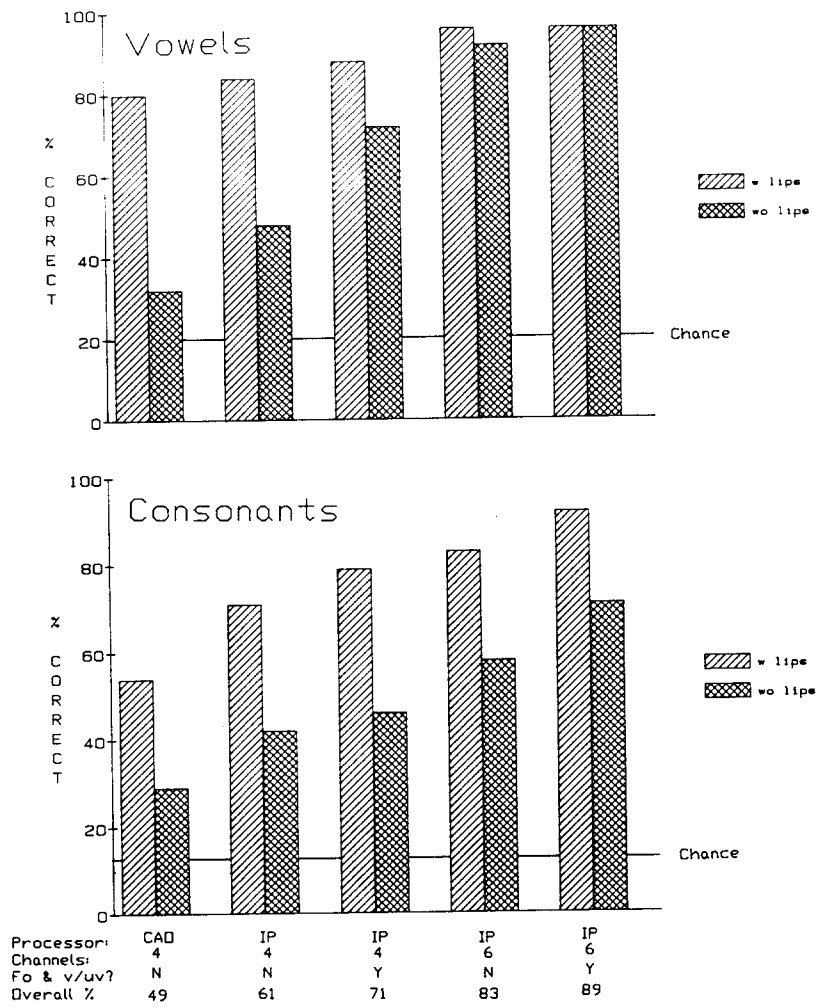 Vowels
100
80
60
40
20
0
% CORRECT
w lips
wo lips
Chance
Consonants
100
80
60
40
20
0
% CORRECT
w lips
wo lips
Chance
Processor: CAD IP IP IP IP
Channels: 4 4 4 6 6
Fo & v/uv? N N Y N Y
Overall % 49 61 71 83 89